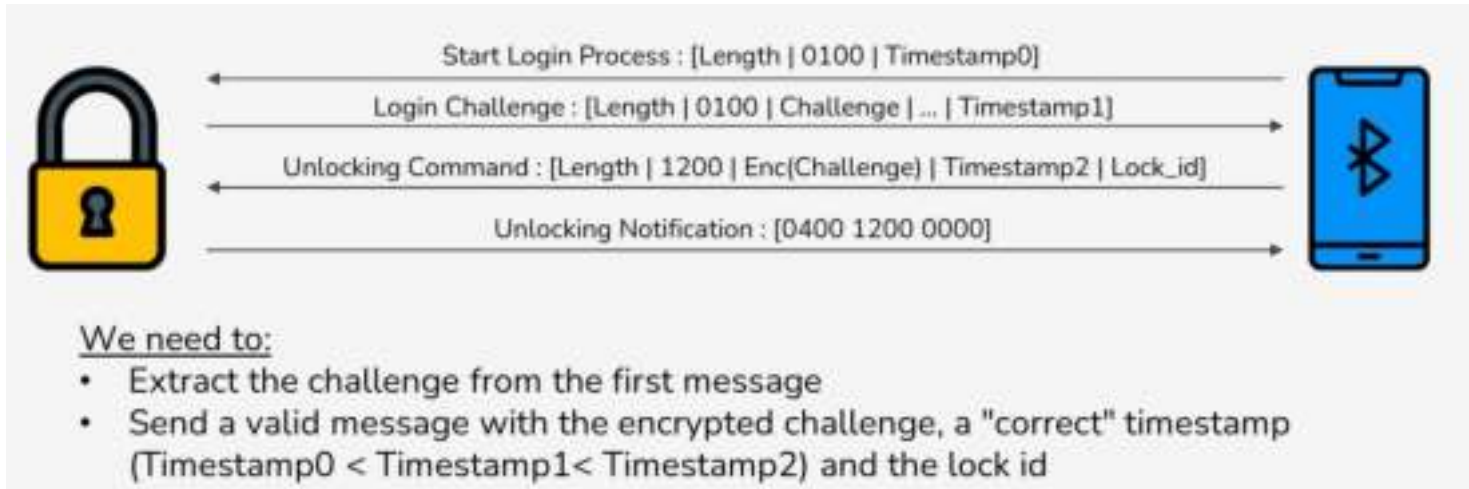 Start Login Process : [Length | 0100 | Timestamp0]
Login Challenge : [Length | 0100 | Challenge | ... | Timestamp1]
Unlocking Command : [Length | 1200 | Enc(Challenge) | Timestamp2 | Lock_id]
Unlocking Notification : [0400 1200 0000]
We need to:
• Extract the challenge from the first message
• Send a valid message with the encrypted challenge, a "correct" timestamp
(Timestamp0 < Timestamp1< Timestamp2) and the lock id